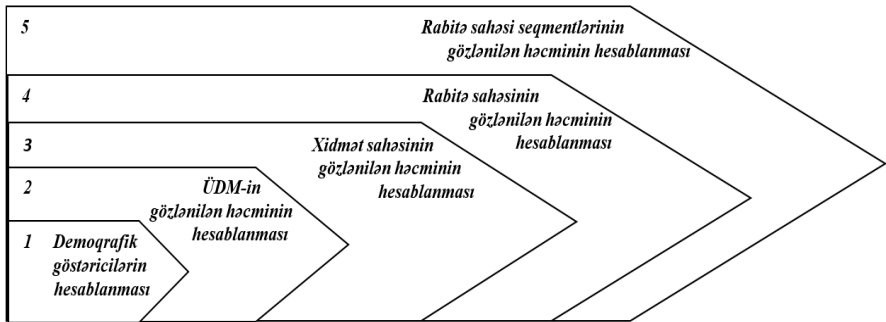 5 Rabitə sahəsi seqmentlərinin
gözlənilən həcminin hesablanması
4 Rabitə sahəsinin
gözlənilən həcminin
hesablanması
3 Xidmət sahəsinin
gözlənilən həcminin
hesablanması
2 ÜDM-in
gözlənilən həcminin
hesablanması
1 Demoqrafik
göstəricilərin
hesablanması